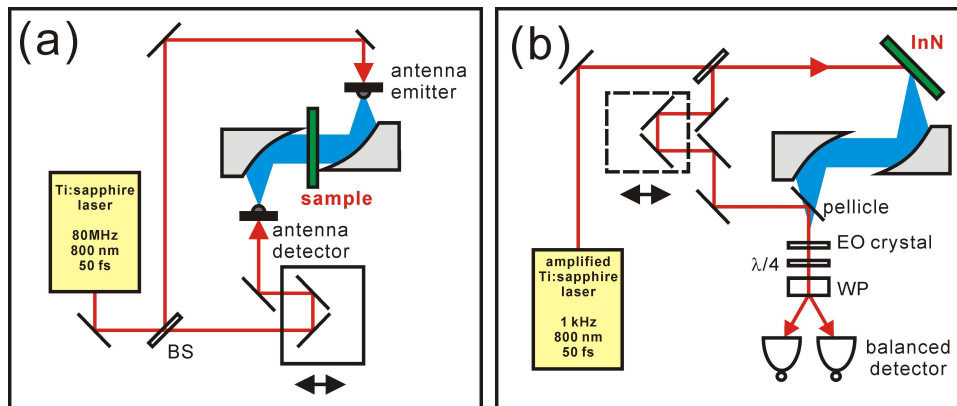 (a)
antenna
emitter
sample
Ti:sapphire
laser
80MHz
800 nm
50 fs
antenna
detector
BS
(b)
InN
pellicle
EO crystal
λ/4
WP
amplified
Ti:sapphire
laser
1 kHz
800 nm
50 fs
balanced
detector